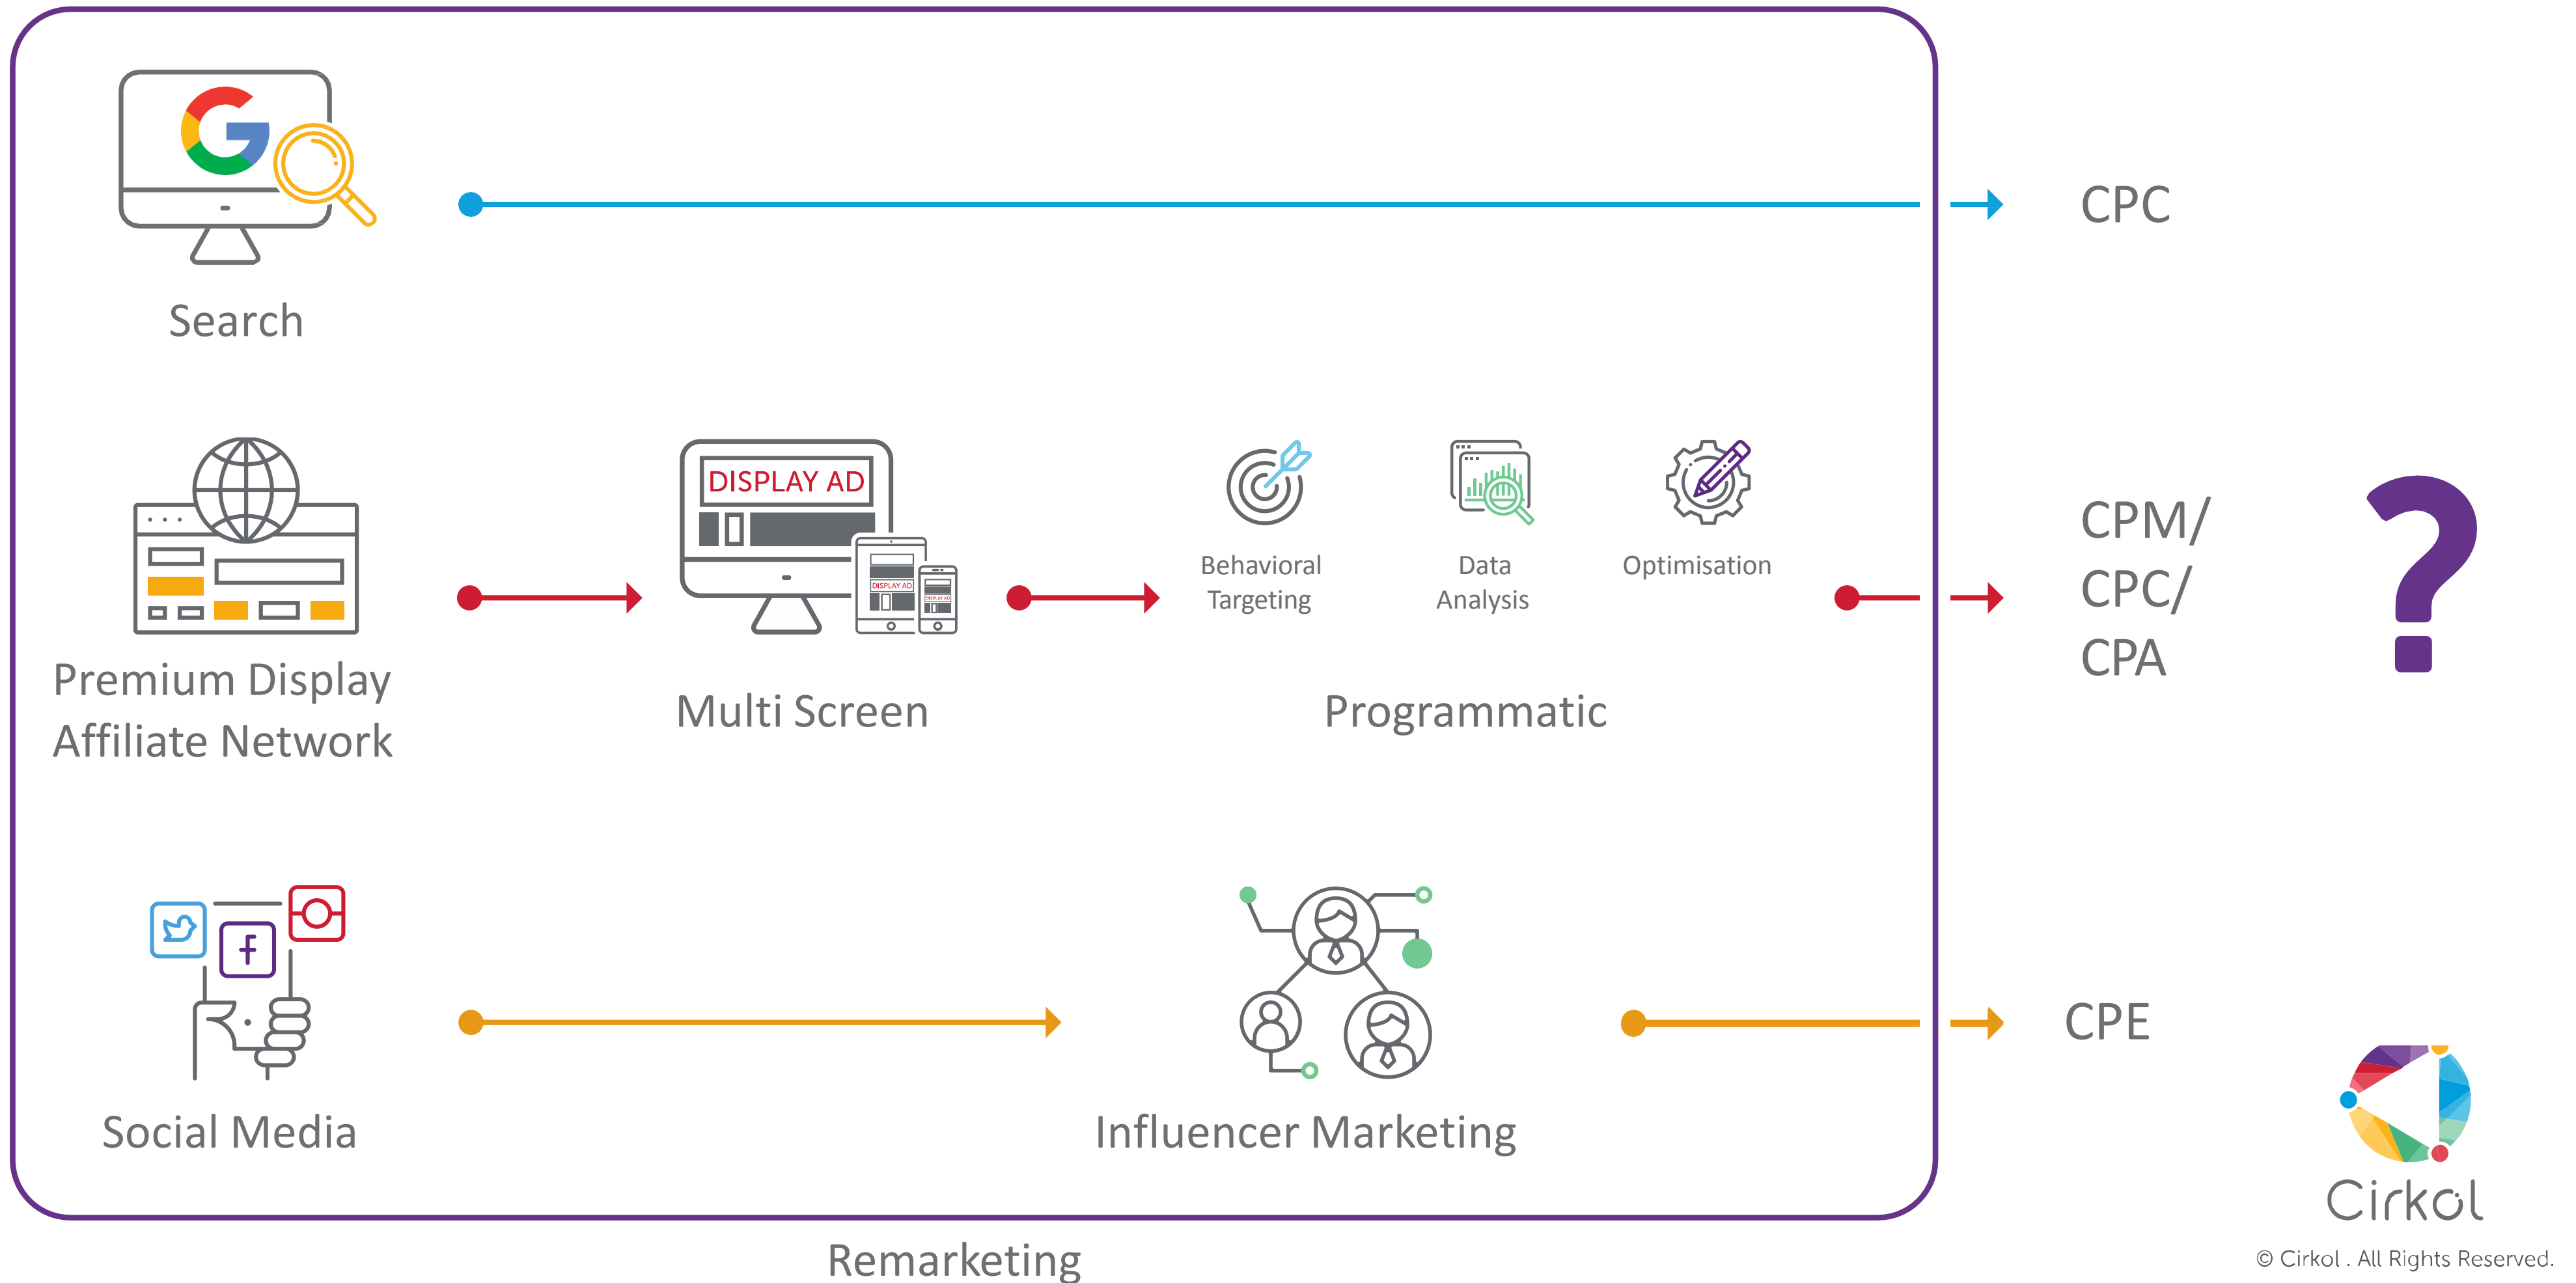 Search
CPC
DISPLAY AD
DISPLAY AD
DISPLAY AD
Premium Display
Affiliate Network
Multi Screen
Behavioral
Targeting
Data
Analysis
Optimisation
Programmatic
CPM/
CPC/
CPA
?
f
Social Media
Influencer Marketing
CPE
Remarketing
Cirkol
© Cirkol . All Rights Reserved.